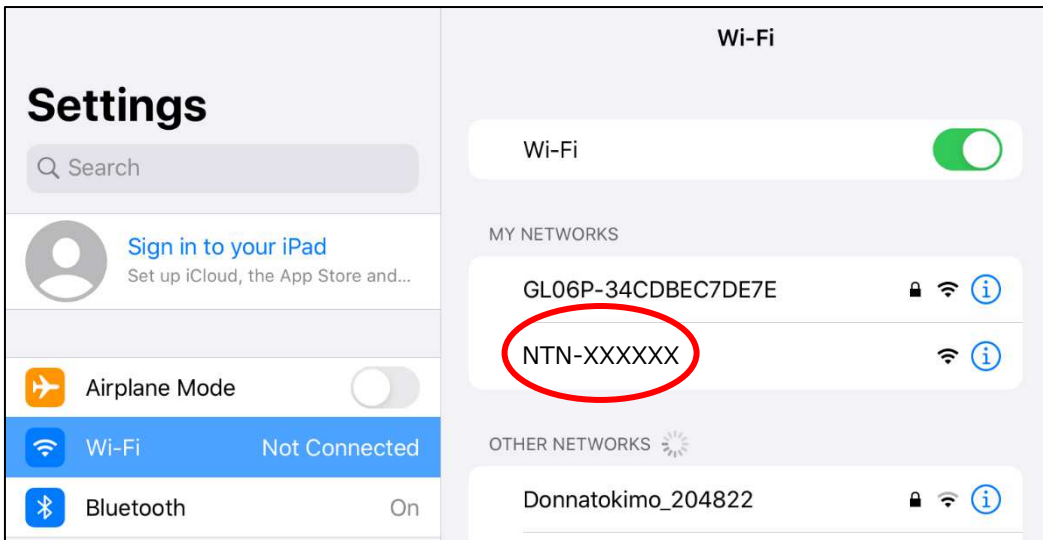 Settings
Search
Sign in to your iPad
Set up iCloud, the App Store and...
Airplane Mode
Wi-Fi Not Connected
Bluetooth On
Wi-Fi
Wi-Fi
MY NETWORKS
GL06P-34CDBEC7DE7E
NTN-XXXXXX
OTHER NETWORKS
Donnatokimo_204822